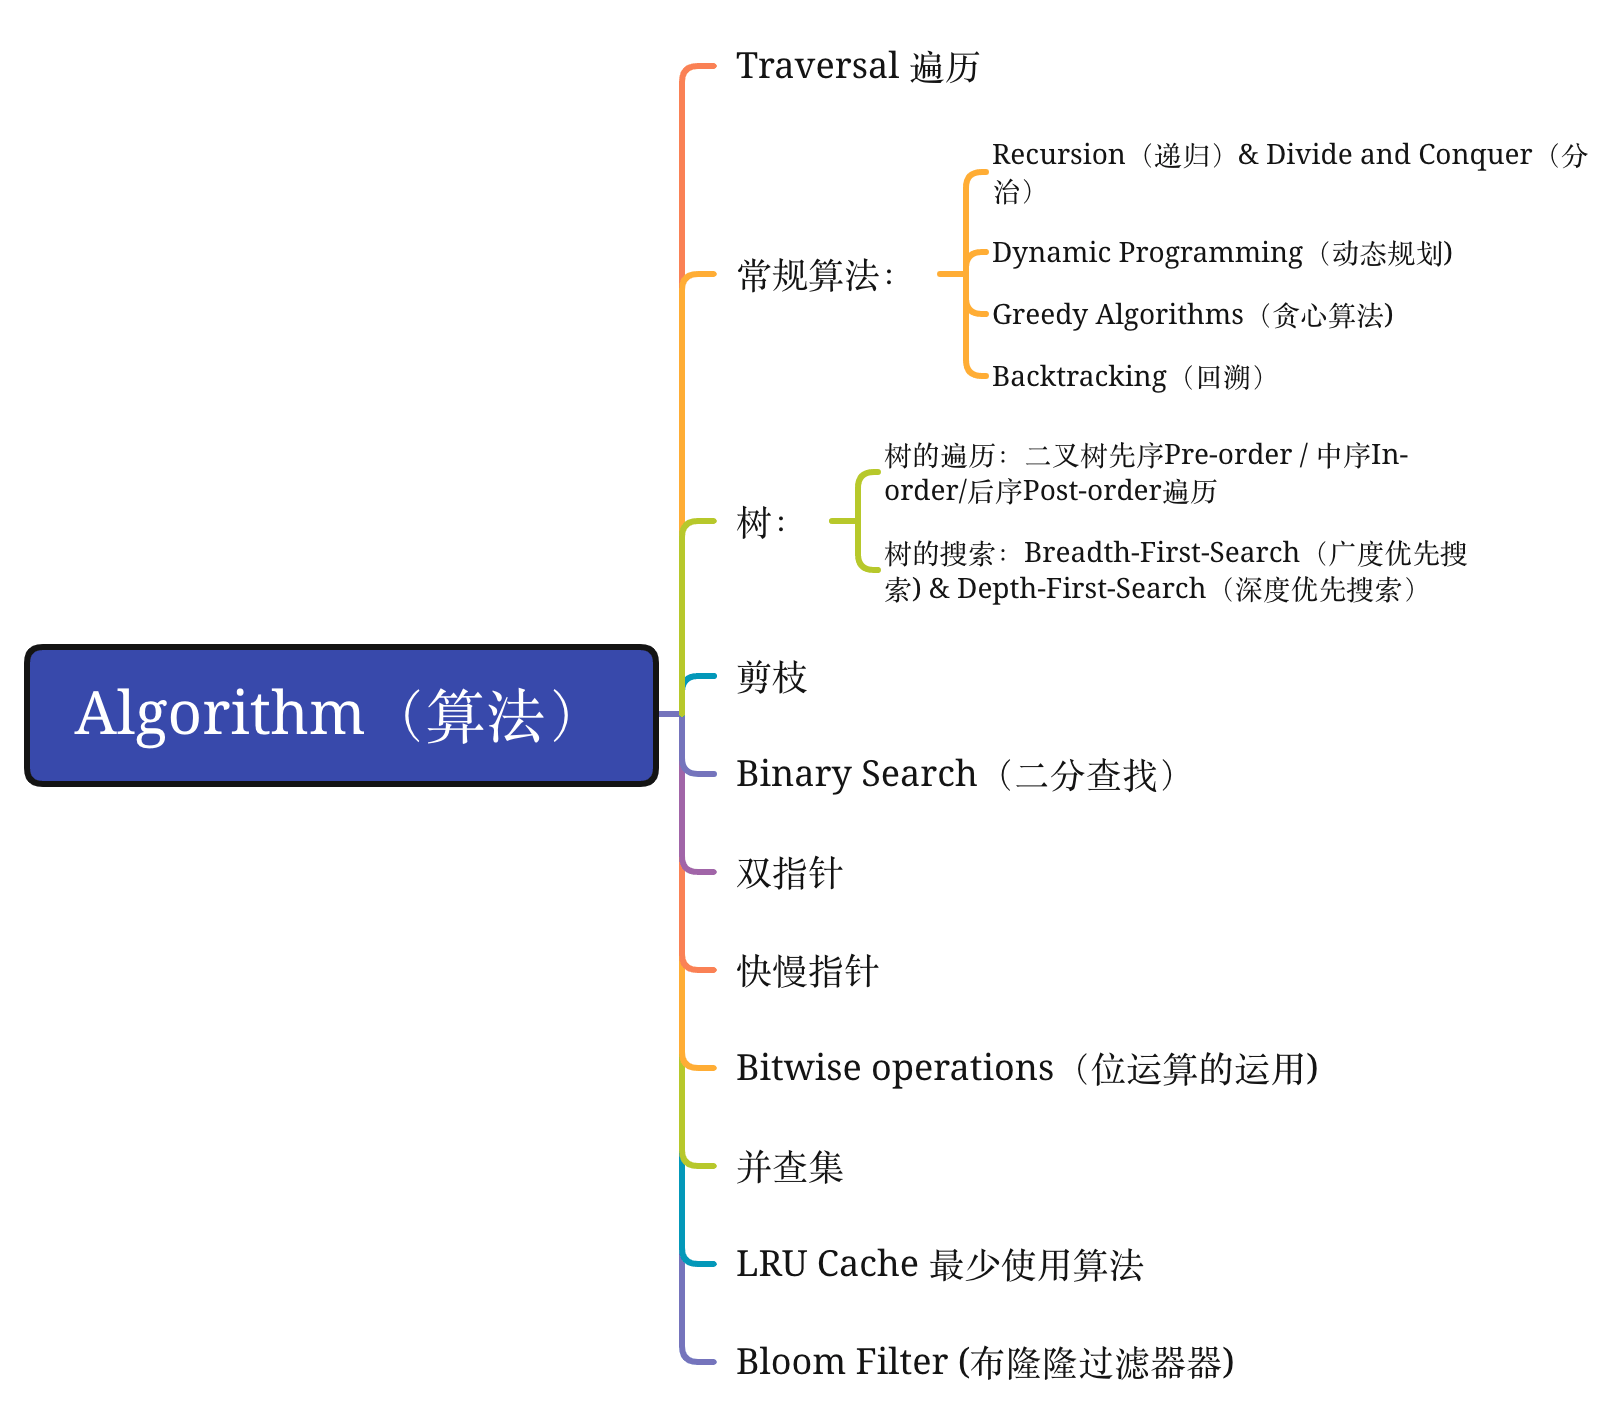 Traversal 遍历
Recursion（递归）& Divide and Conquer（分
治）
常规算法：
Dynamic Programming（动态规划)
Greedy Algorithms（贪心算法)
Backtracking（回溯）
树的遍历：二叉树先序Pre-order / 中序In-
order/后序Post-order遍历
树：
树的搜索：Breadth-First-Search（广度优先搜
索) & Depth-First-Search（深度优先搜索）
剪枝
Algorithm（算法）
Binary Search（二分查找）
双指针
快慢指针
Bitwise operations（位运算的运用)
并查集
LRU Cache 最少使用算法
Bloom Filter (布隆隆过滤器器)